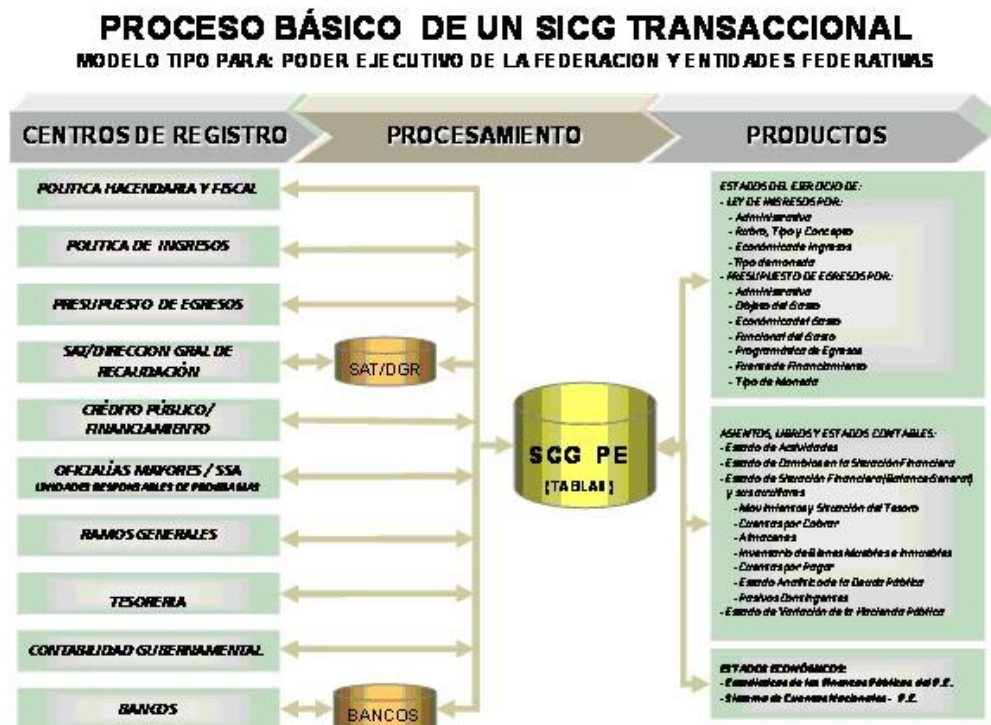 PROCESO BÁSICO DE UN SICG TRANSACCIONAL
MODELO TIPO PARA: PODER EJECUTIVO DE LA FEDERACION Y ENTIDADES FEDERATIVAS
CENTROS DE REGISTRO
PROCESAMIENTO
PRODUCTOS
POLITICA HACENDARIA Y FISCAL
POLITICA DE INGRESOS
PRESUPUESTO DE EGRESOS
SAT/DIRECCION GRAL DE
RECAUDACIÓN
CRÉDITO PÚBLICO/
FINANCIAMIENTO
OFICIALÍAS MAYORES / SSA
UNIDADES RESPONSABLES DE PROGRAMAS
RAMOS GENERALES
TESORERIA
CONTABILIDAD GUBERNAMENTAL
BANCOS
SAT/DGR
BANCOS
SCG PE
(TABLAS)
ESTADOS DEL EJERCICIO DE:
- LEY DE INGRESOS POR:
- Administrativa
- Rubro, Tipo y Concepto
- Económica de ingresos
- Tipo de moneda
- PRESUPUESTO DE EGRESOS POR:
- Administrativa
- Objeto del Gasto
- Económica del Gasto
- Funcional del Gasto
- Programática de Egresos
- Fuente de Financiamiento
- Tipo de Moneda
ASIENTOS, LIBROS Y ESTADOS CONTABLES:
- Estado de Actividades
- Estado de Cambios en la Situación Financiera
- Estado de Situación Financiera (Balance General)
y sus auxiliares
- Movimientos y Situación del Tesoro
- Cuentas por Cobrar
- Almacenes
- Inventario de Bienes Muebles e Inmuebles
- Cuentas por Pagar
- Estado Analítico de la Deuda Pública
- Pasivos Contingentes
- Estado de Variación de la Hacienda Pública
ESTADOS ECONÓMICOS:
- Estadísticas de las Finanzas Públicas del P.E.
- Sistema de Cuentas Nacionales - P.E.